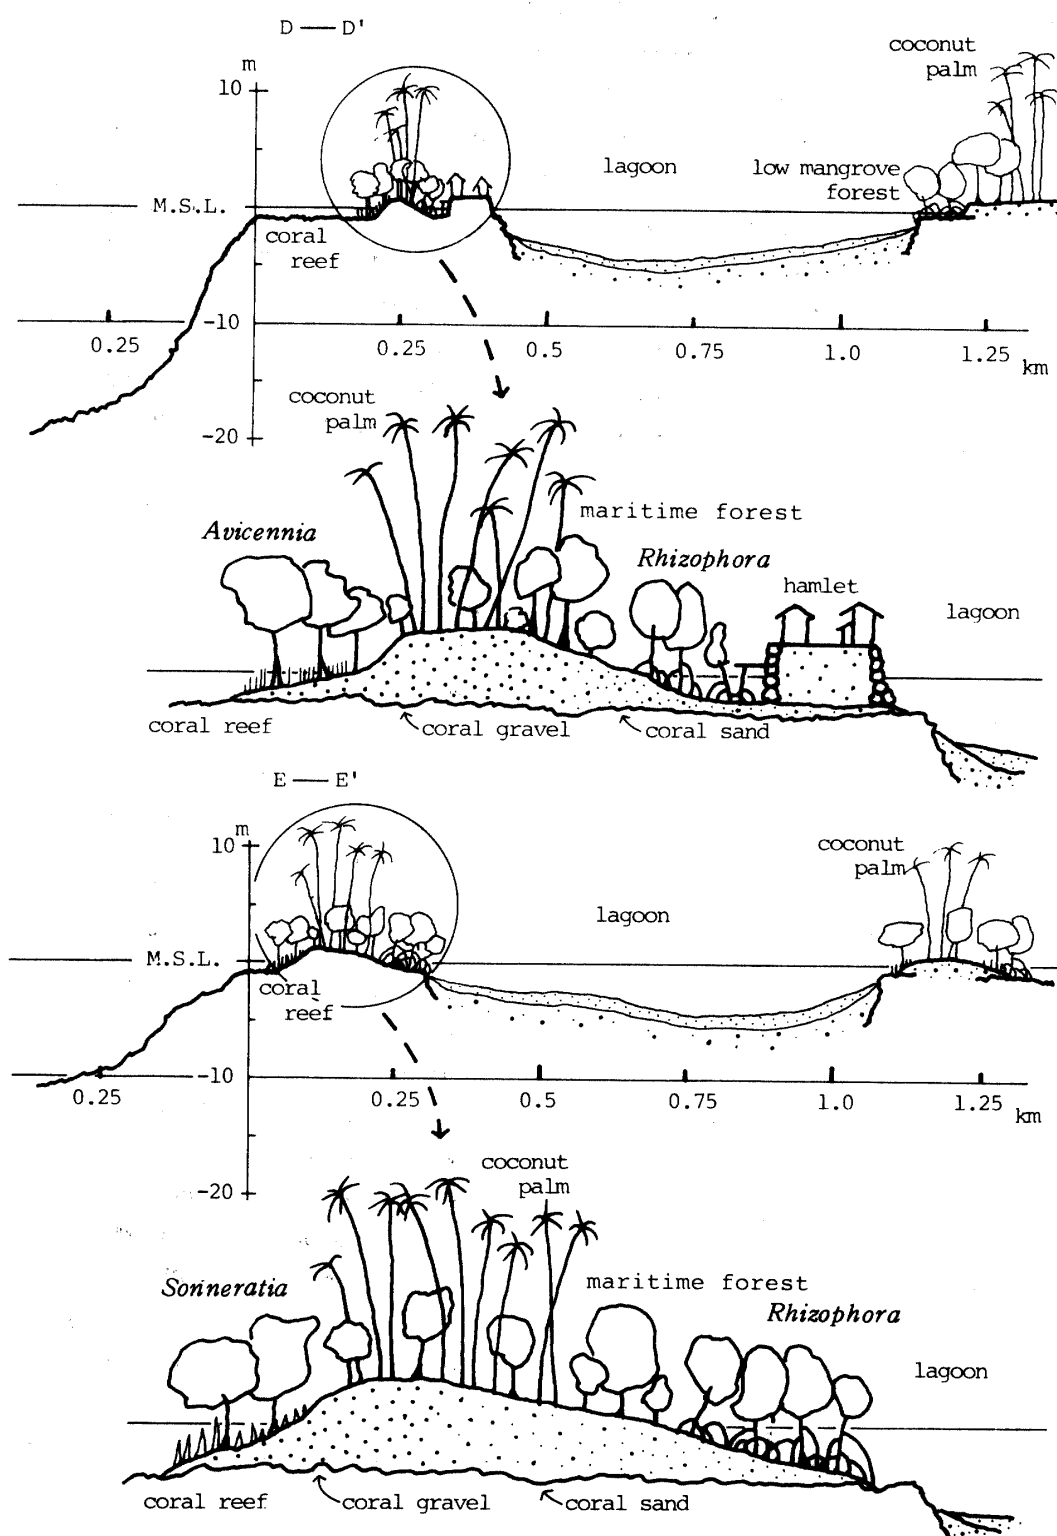 D — D'
m
10
coconut
palm
lagoon
low mangrove
forest
M.S.L.
coral
reef
-10
0.25
0.25
0.5
0.75
1.0
1.25
km
coconut
palm
-20
maritime forest
Avicennia
Rhizophora
hamlet
lagoon
coral reef
coral gravel
coral sand
E — E'
m
10
coconut
palm
lagoon
M.S.L.
coral
reef
-10
0.25
0.25
0.5
0.75
1.0
1.25
km
coconut
palm
-20
Sonneratia
maritime forest
Rhizophora
lagoon
coral reef
coral gravel
coral sand